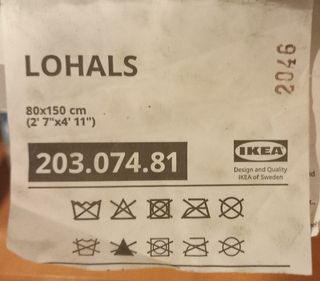 LOHALS
2046
80x150 cm
(2' 7"x4' 11")
203.074.81
IKEA
Design and Quality
IKEA of Sweden